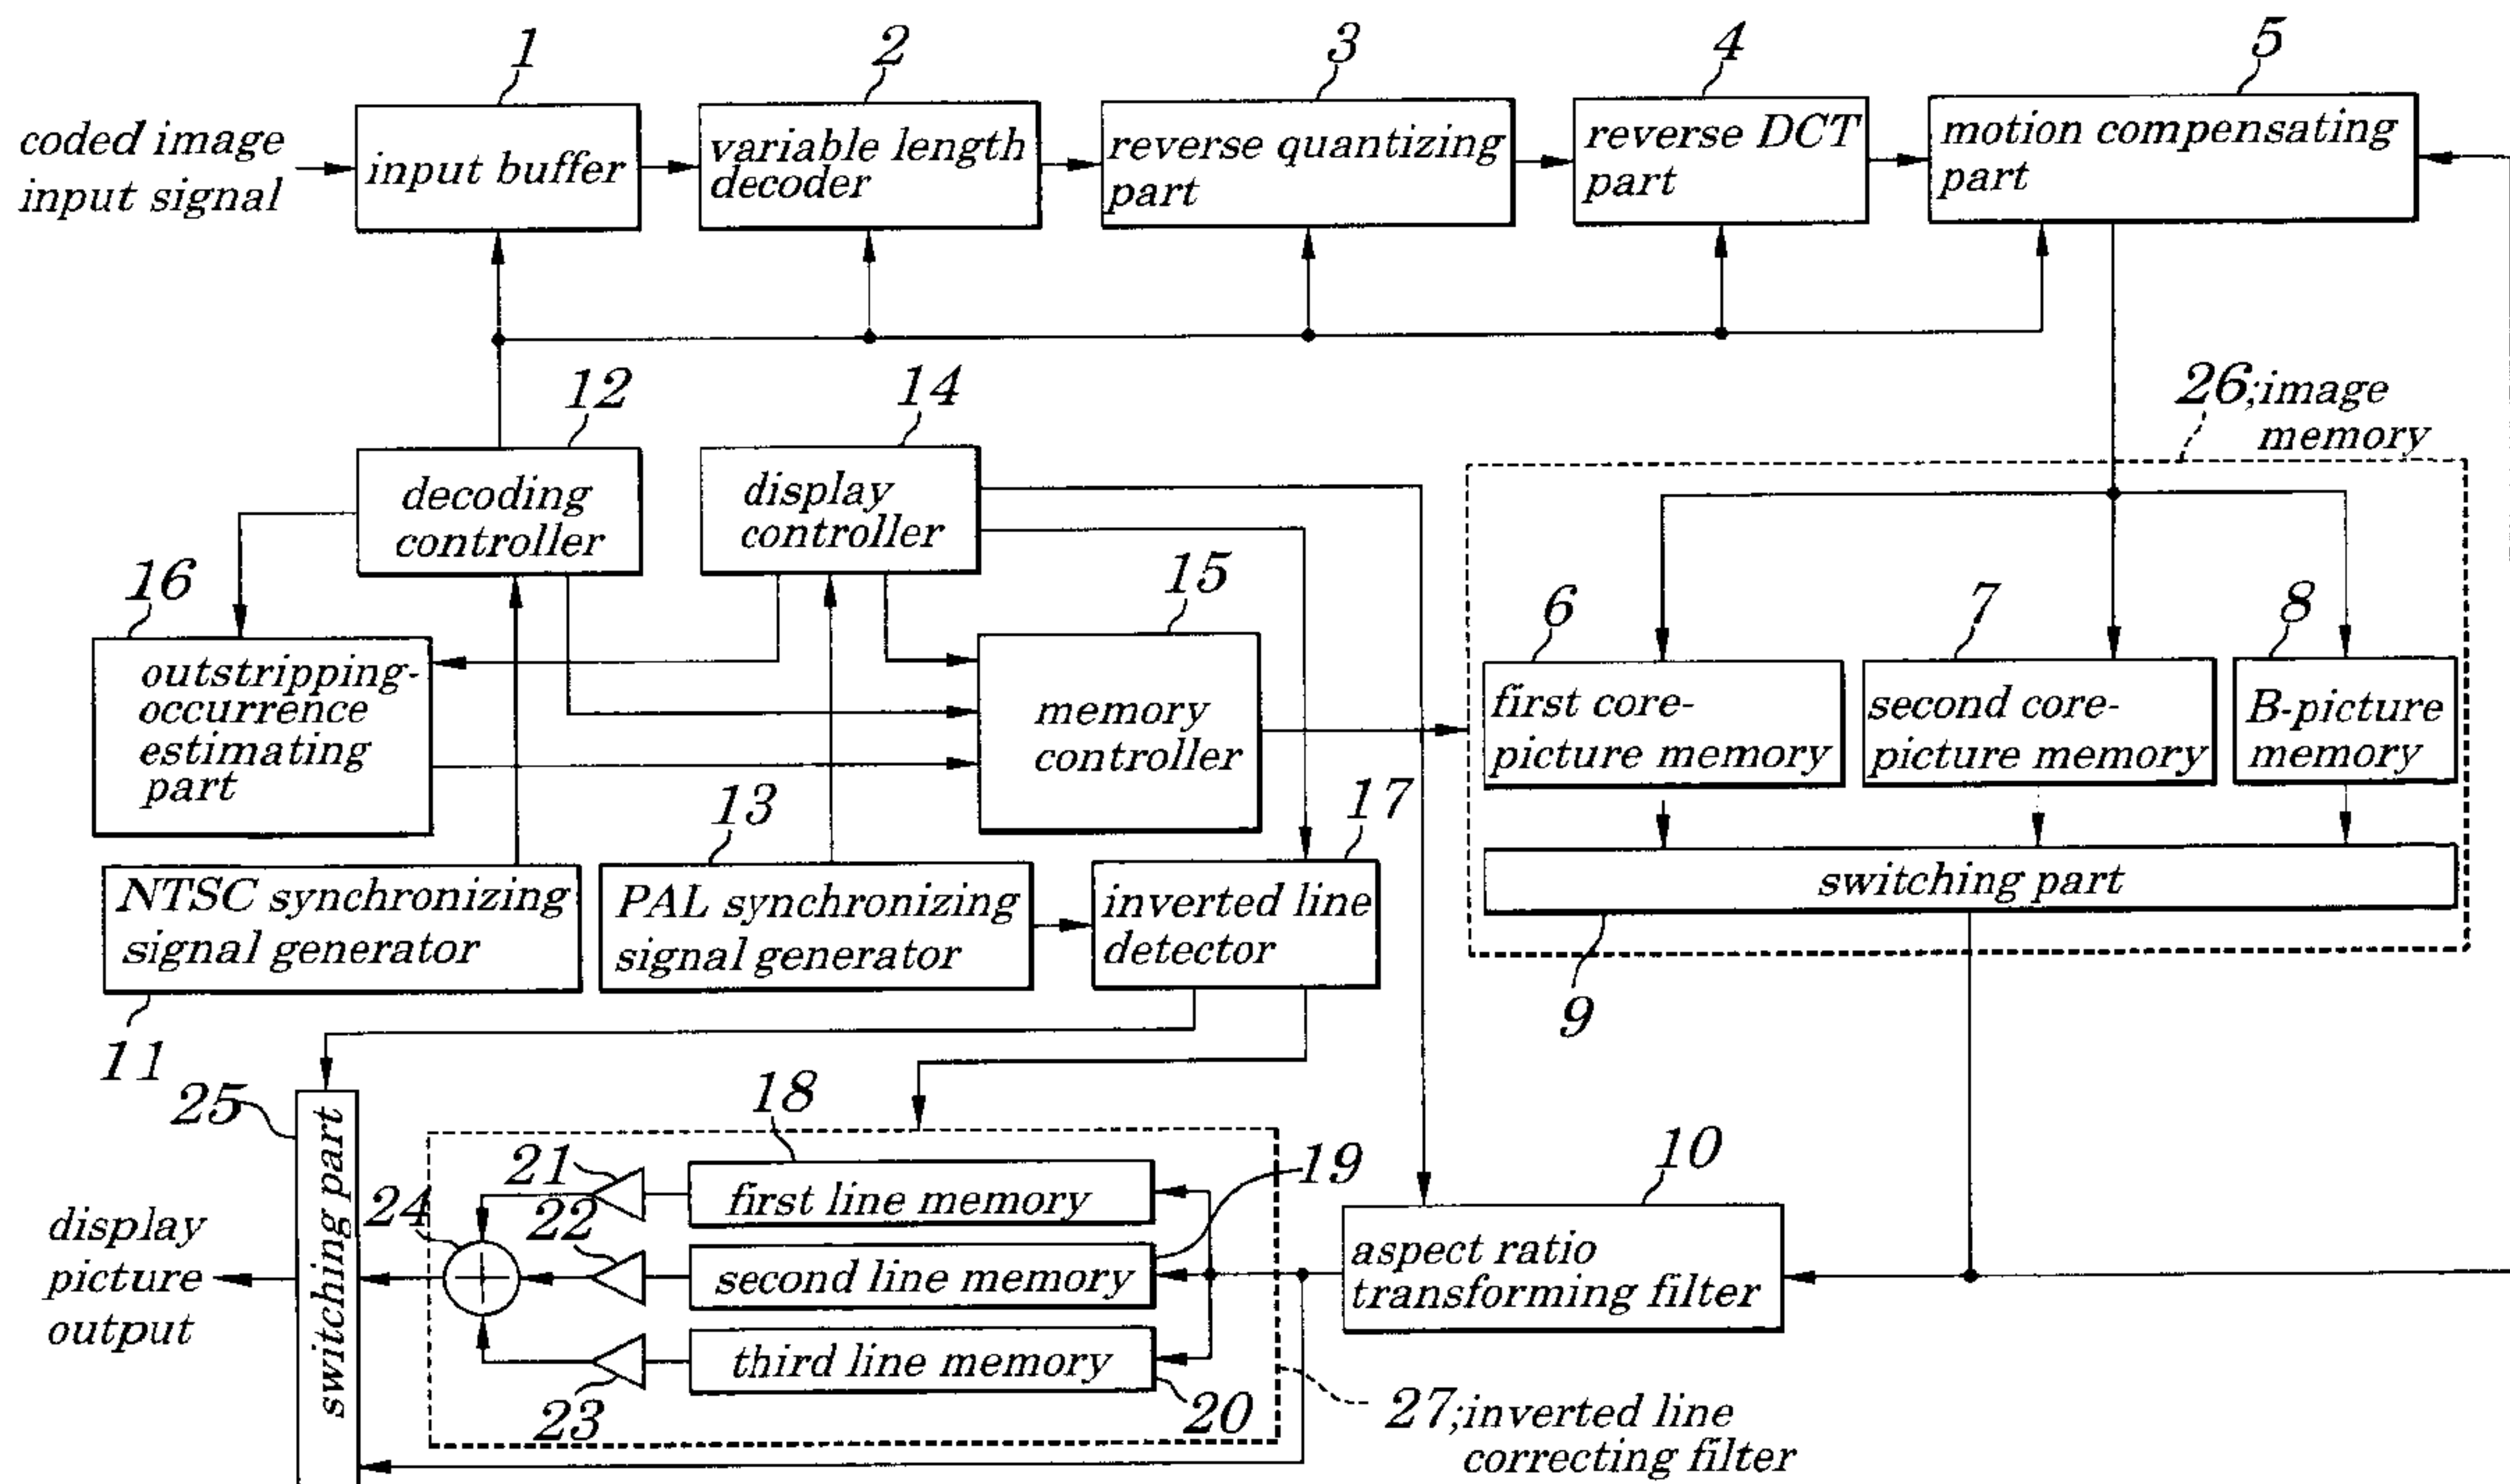 1
2
3
4
5
coded image
input signal
input buffer
variable length
decoder
reverse quantizing
part
reverse DCT
part
motion compensating
part
12
14
26;image
memory
decoding
controller
display
controller
16
15
6
7
8
outstripping-
occurrence
estimating
part
memory
controller
first core-
picture memory
second core-
picture memory
B-picture
memory
13
17
switching part
NTSC synchronizing
signal generator
PAL synchronizing
signal generator
inverted line
detector
9
11
25
18
switching part
21
first line memory
19
10
24
22
second line memory
aspect ratio
transforming filter
display
picture
output
third line memory
23
20
27;inverted line
correcting filter